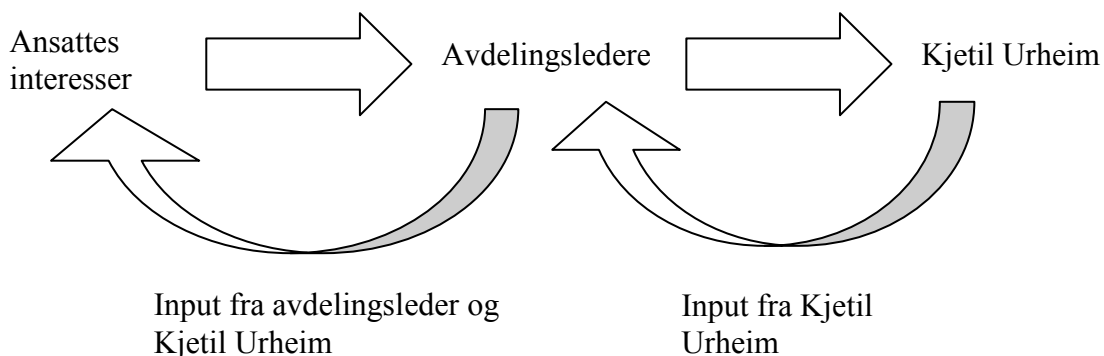 Ansattes
interesser
Avdelingsledere
Kjetil Urheim
Input fra avdelingsleder og
Kjetil Urheim
Input fra Kjetil
Urheim